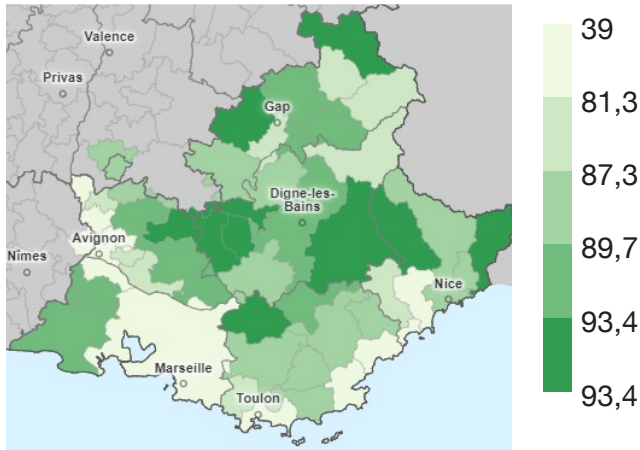 Valence
Privas
Gap
Digne-les-
Bains
Avignon
Nîmes
Nice
Marseille
Toulon
39
81,3
87,3
89,7
93,4
93,4